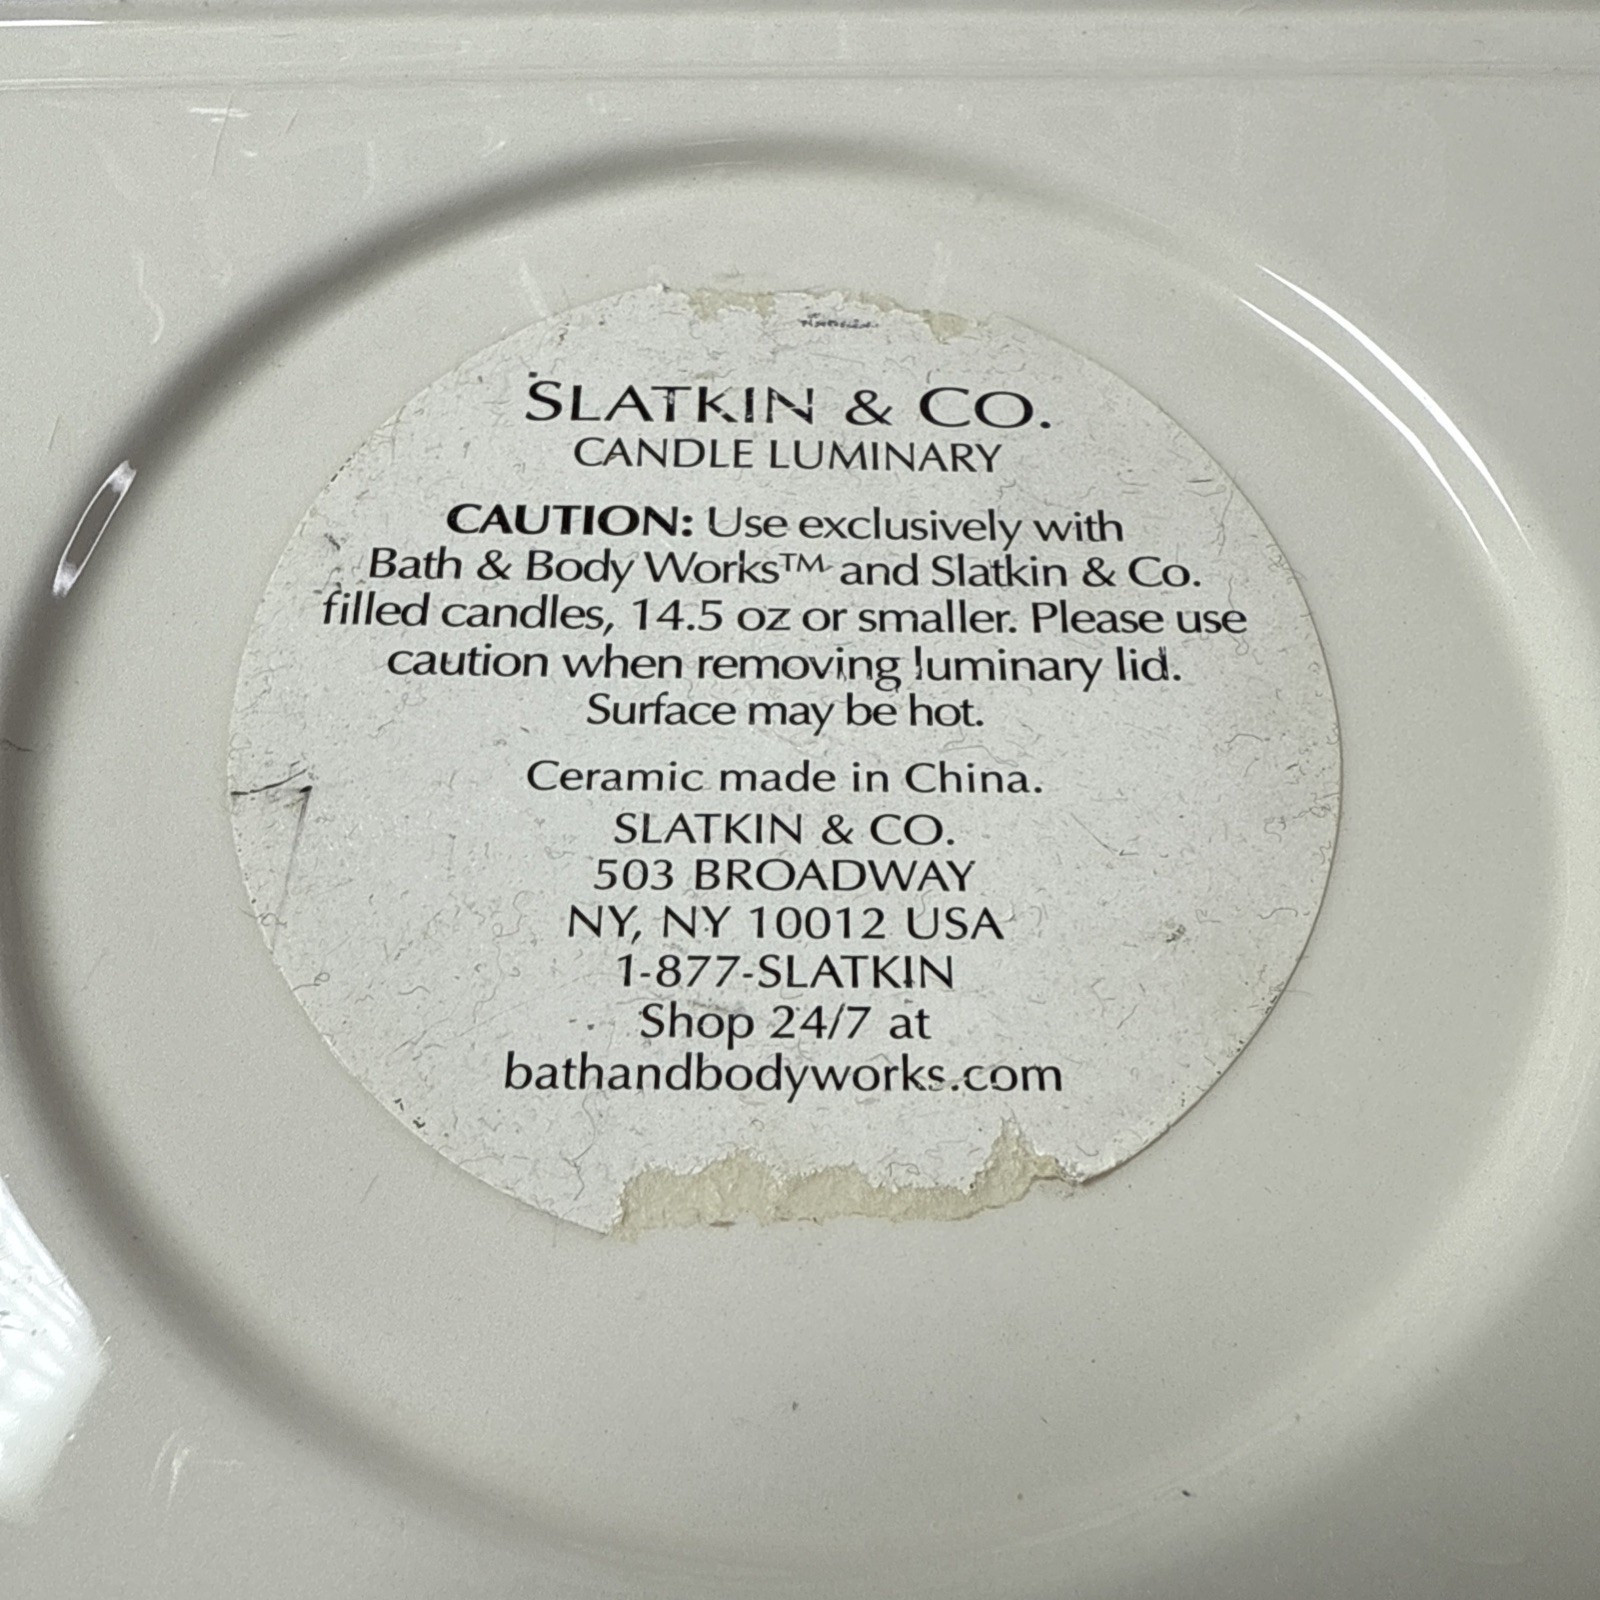 SLATKIN & CO.
CANDLE LUMINARY
CAUTION: Use exclusively with
Bath & Body Works™ and Slatkin & Co.
filled candles, 14.5 oz or smaller. Please use
caution when removing luminary lid.
Surface may be hot.
Ceramic made in China.
SLATKIN & CO.
503 BROADWAY
NY, NY 10012 USA
1-877-SLATKIN
Shop 24/7 at
bathandbodyworks.com